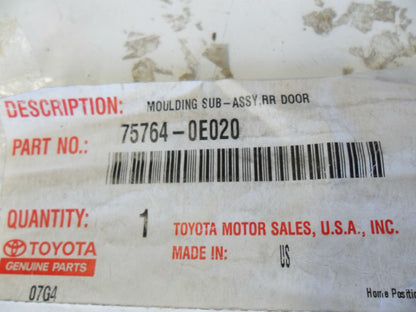 DESCRIPTION: MOULDING SUB-ASSY,RR DOOR
PART NO.: 75764-0E020
QUANTITY: 1 TOYOTA MOTOR SALES, U.S.A., INC.
TOYOTA MADE IN: US
GENUINE PARTS
07G4 Home Positio